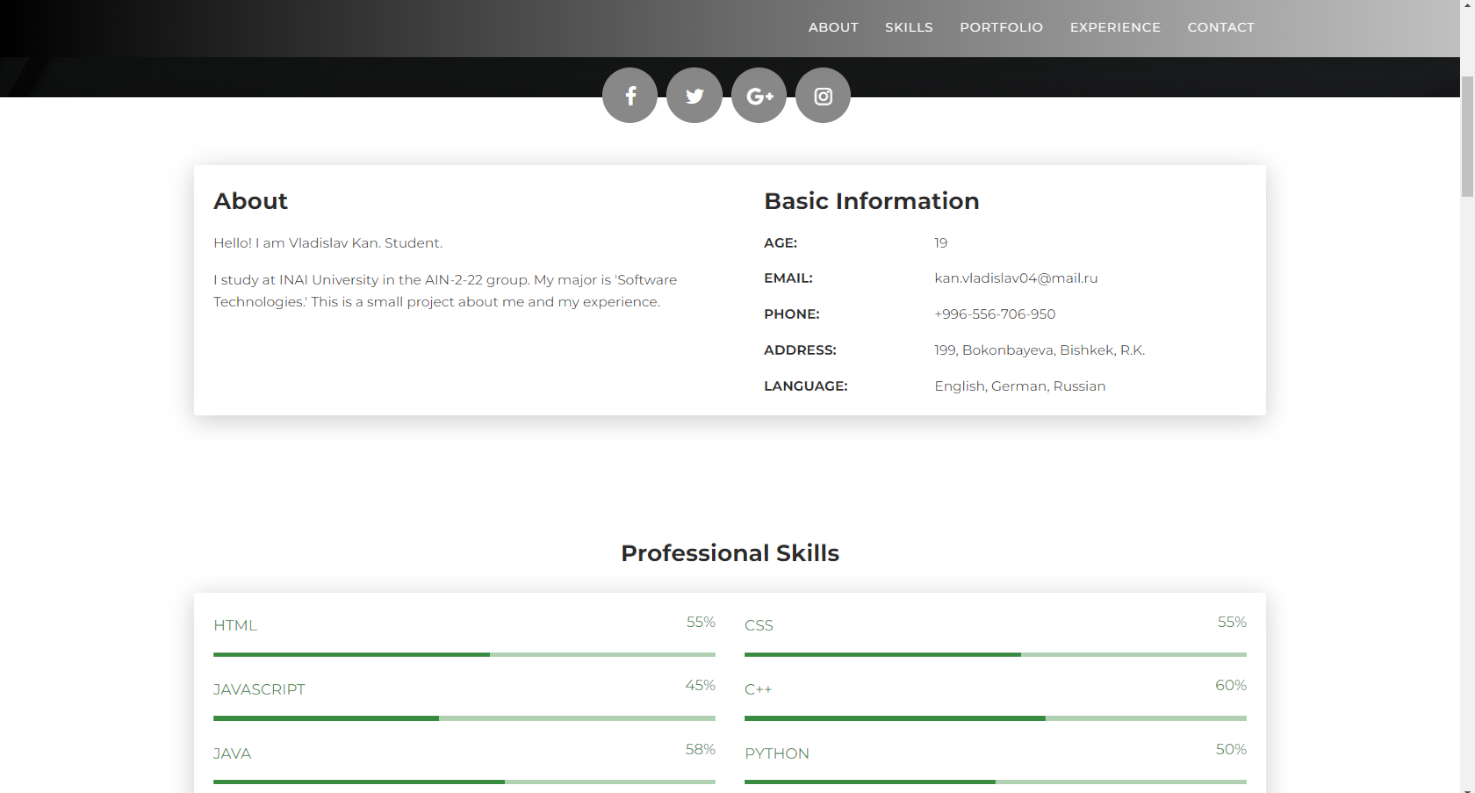 ABOUT SKILLS PORTFOLIO EXPERIENCE CONTACT
f G+
About
Hello! I am Vladislav Kan. Student.
I study at INAI University in the AIN-2-22 group. My major is 'Software
Technologies.' This is a small project about me and my experience.
Basic Information
AGE: 19
EMAIL: kan.vladislav04@mail.ru
PHONE: +996-556-706-950
ADDRESS: 199, Bokonbayeva, Bishkek, R.K.
LANGUAGE: English, German, Russian
Professional Skills
HTML 55% CSS 55%
JAVASCRIPT 45% C++ 60%
JAVA 58% PYTHON 50%